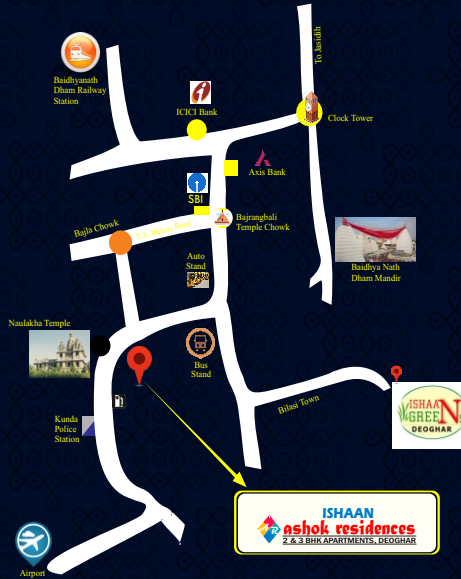 To Jasidih
Baidhyanath
Dham Railway
Station
ICICI Bank
Clock Tower
Axis Bank
SBI
Bajrangbali
Temple Chowk
Bajla Chowk
Road
Auto
Stand
Baidhya Nath
Dham Mandir
Naulakha Temple
Bus
Stand
Bilasi Town
ISHAAN
GREEN
DEOGHAR
Kunda
Police
Station
ISHAAN
AR ashok residences
2 & 3 BHK APARTMENTS, DEOGHAR
Airport